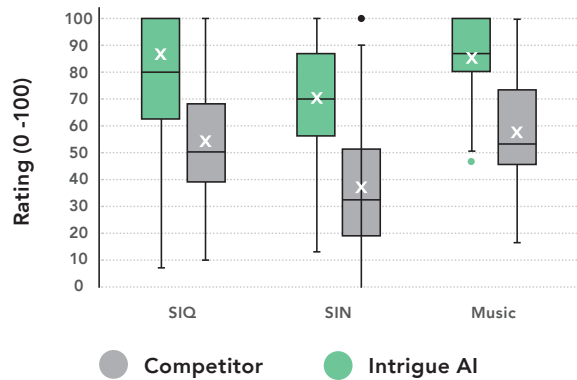 Rating (0 -100)
100
90
80
70
60
50
40
30
20
10
0
X
X
X
X
X
X
SIQ
SIN
Music
Competitor
Intrigue AI